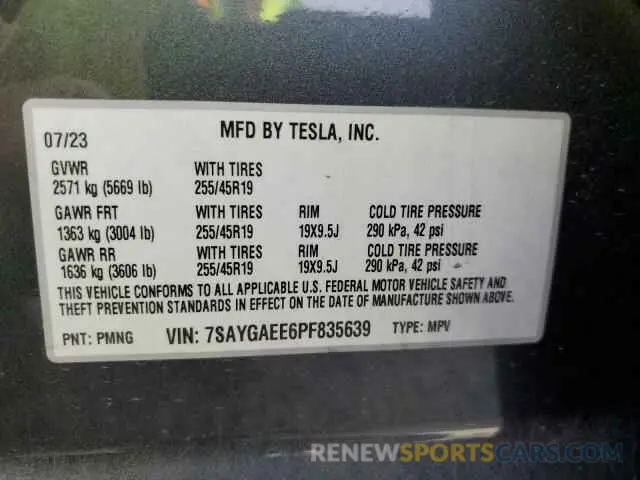 07/23 MFD BY TESLA, INC.
GVWR WITH TIRES
2571 kg (5669 lb) 255/45R19
GAWR FRT WITH TIRES RIM COLD TIRE PRESSURE
1363 kg (3004 lb) 255/45R19 19X9.5J 290 kPa, 42 psi
GAWR RR WITH TIRES RIM COLD TIRE PRESSURE
1636 kg (3606 lb) 255/45R19 19X9.5J 290 kPa, 42 psi
THIS VEHICLE CONFORMS TO ALL APPLICABLE U.S. FEDERAL MOTOR VEHICLE SAFETY AND
THEFT PREVENTION STANDARDS IN EFFECT ON THE DATE OF MANUFACTURE SHOWN ABOVE.
PNT: PMNG VIN: 7SAYGAEE6PF835639 TYPE: MPV
RENEWSPORTSCARS.COM